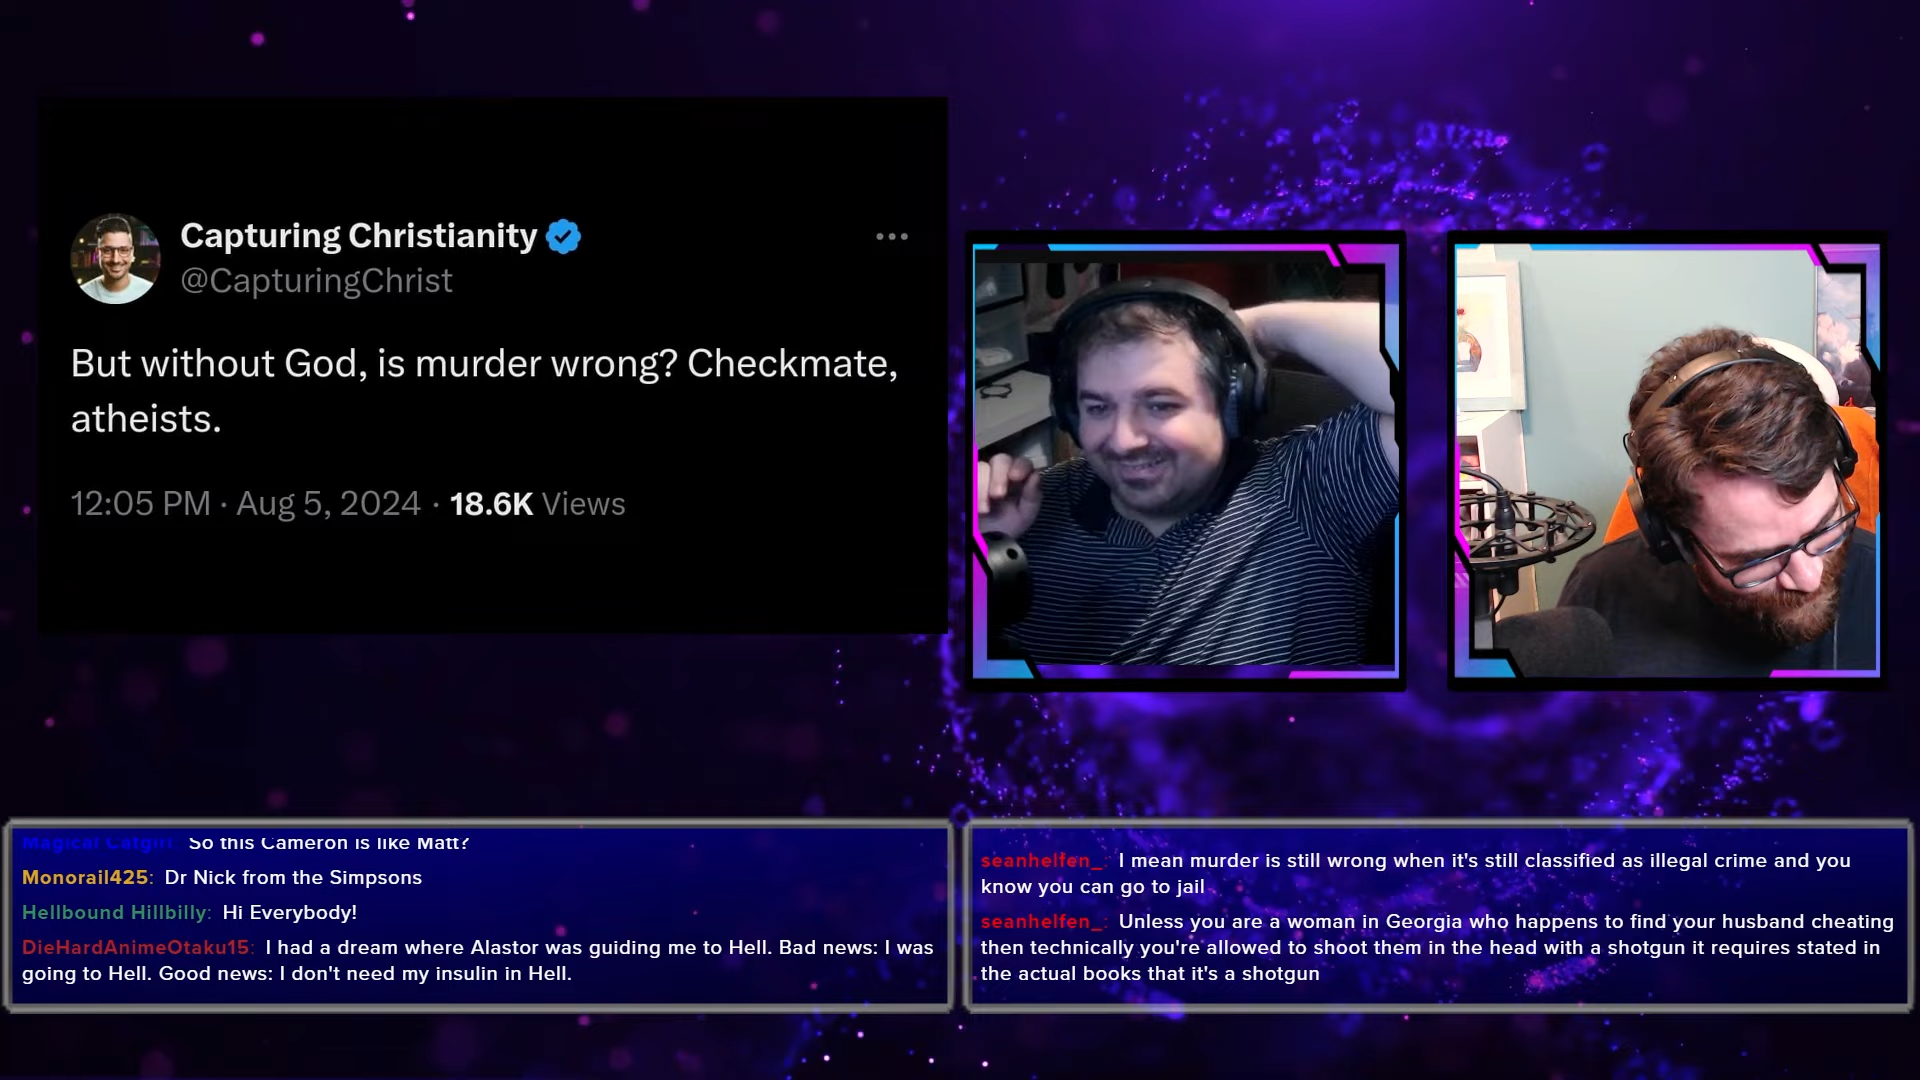 Capturing Christianity
@CapturingChrist
But without God, is murder wrong? Checkmate,
atheists.
12:05 PM · Aug 5, 2024 · 18.6K Views
Magical Catgirl: So this Cameron is like Matt?
Monorail425: Dr Nick from the Simpsons
Hellbound Hillbilly: Hi Everybody!
DieHardAnimeOtaku15: I had a dream where Alastor was guiding me to Hell. Bad news: I was
going to Hell. Good news: I don't need my insulin in Hell.
seanhelfen_: I mean murder is still wrong when it's still classified as illegal crime and you
know you can go to jail
seanhelfen_: Unless you are a woman in Georgia who happens to find your husband cheating
then technically you're allowed to shoot them in the head with a shotgun it requires stated in
the actual books that it's a shotgun